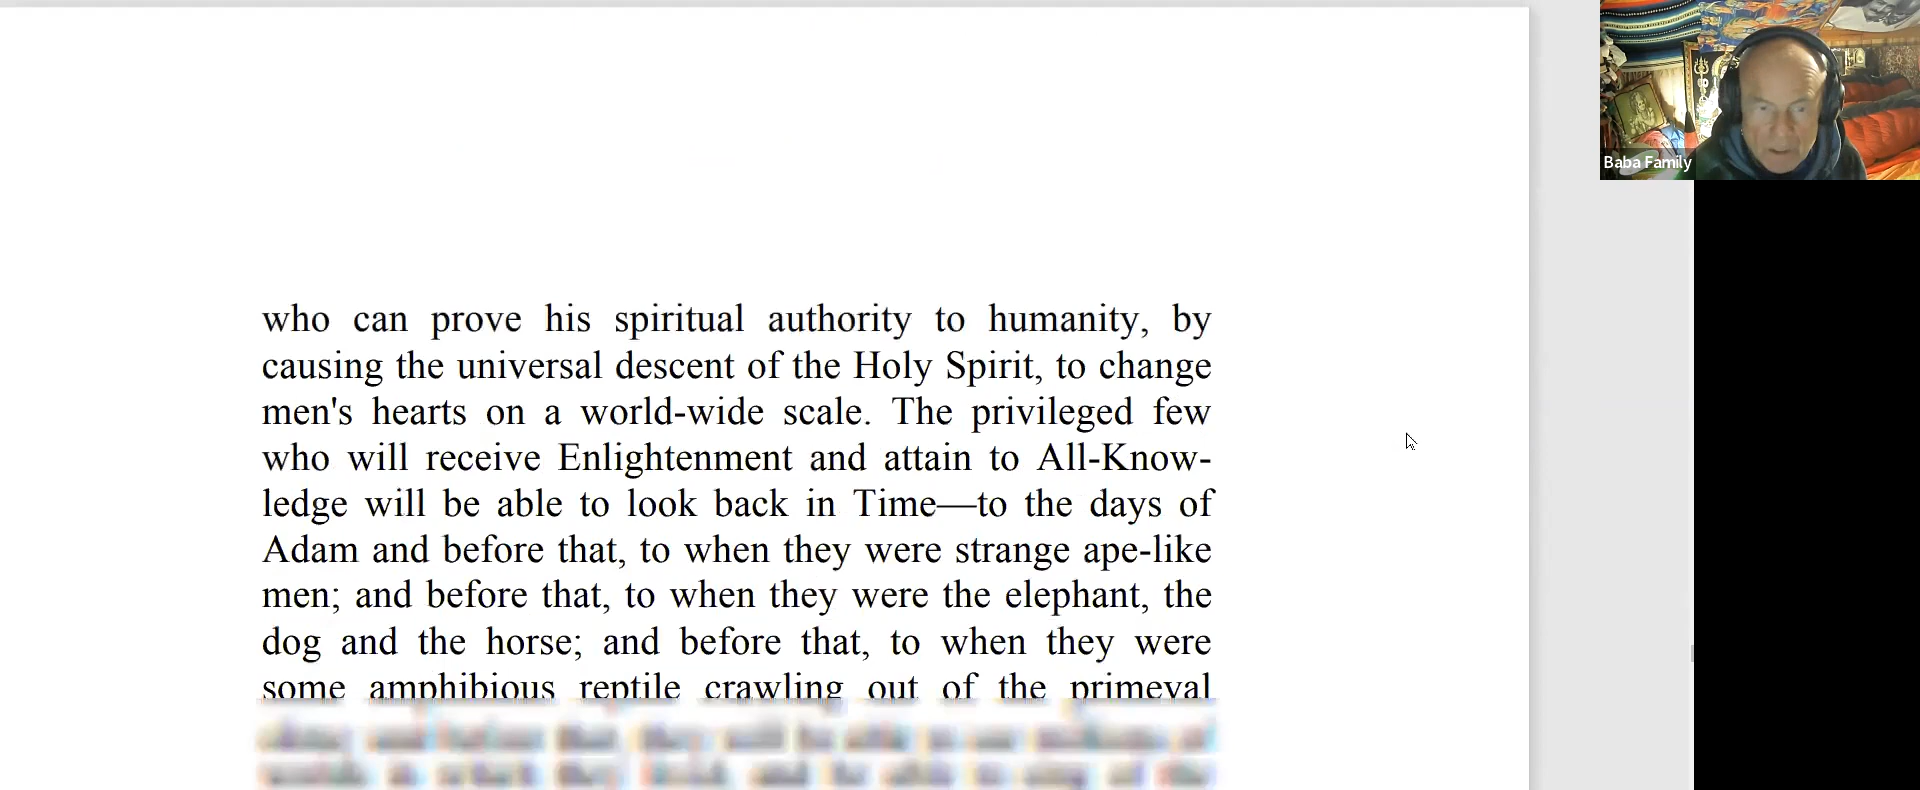 who can prove his spiritual authority to humanity, by
causing the universal descent of the Holy Spirit, to change
men's hearts on a world-wide scale. The privileged few
who will receive Enlightenment and attain to All-Know-
ledge will be able to look back in Time—to the days of
Adam and before that, to when they were strange ape-like
men; and before that, to when they were the elephant, the
dog and the horse; and before that, to when they were
some amphibious reptile crawling out of the primeval
Baba Family